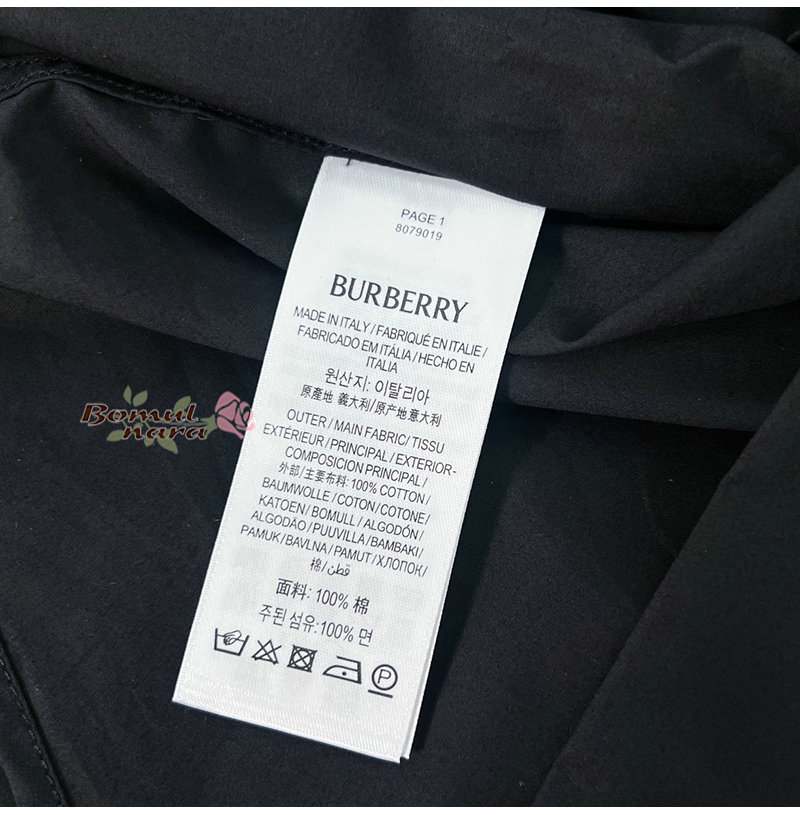 PAGE 1
8079019
BURBERRY
MADE IN ITALY / FABRIQUÉ EN ITALIE /
FABRICADO EM ITÁLIA / HECHO EN
ITALIA
원산지: 이탈리아
原產地 義大利 / 原产地 意大利
OUTER / MAIN FABRIC / TISSU
EXTÉRIEUR / PRINCIPAL / EXTERIOR-
COMPOSICION PRINCIPAL /
外部 / 主要布料: 100% COTTON /
BAUMWOLLE / COTON / COTONE /
KATOEN / BOMULL / ALGODÓN /
ALGODÃO / PUUVILLA / BAMBAKI /
PAMUK / BAVLNA / PAMUT / ХЛОПОК /
棉 / قطن
面料: 100% 棉
주된 섬유:100% 면
P
Bomul
nara